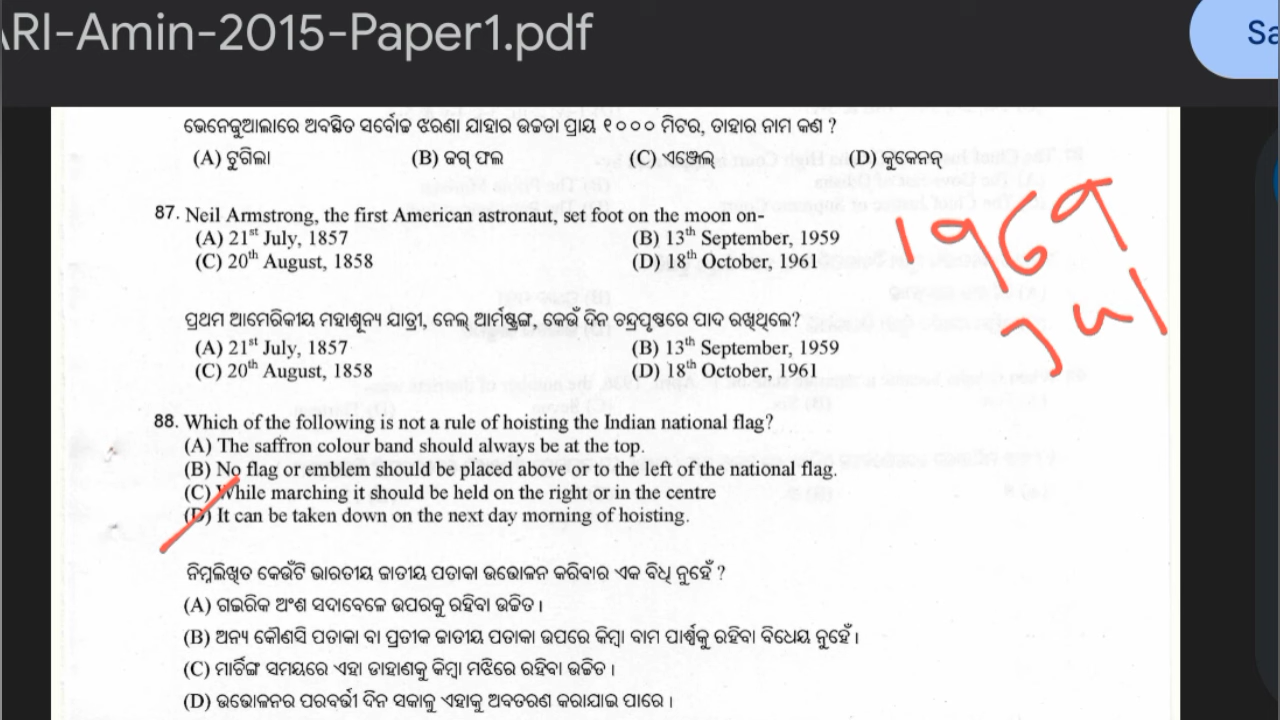 ARI-Amin-2015-Paper1.pdf
Sa
ଭେନେଜୁଆଲାରେ ଅବସ୍ଥିତ ସର୍ବୋଚ୍ଚ ଝରଣା ଯାହାର ଉଚ୍ଚତା ପ୍ରାୟ ୧୦୦୦ ମିଟର, ତାହାର ନାମ କଣ ?
(A) ଟୁଗିଲା (B) ଜଗ୍ ଫଲ (C) ଏଞ୍ଜେଲ୍ (D) କୁକେନନ୍
87. Neil Armstrong, the first American astronaut, set foot on the moon on-
(A) 21st July, 1857 (B) 13th September, 1959
(C) 20th August, 1858 (D) 18th October, 1961
1969
Jul
ପ୍ରଥମ ଆମେରିକୀୟ ମହାଶୂନ୍ୟ ଯାତ୍ରୀ, ନେଲ୍ ଆର୍ମଷ୍ଟ୍ରଙ୍ଗ, କେଉଁ ଦିନ ଚନ୍ଦ୍ରପୃଷ୍ଠରେ ପାଦ ରଖିଥିଲେ?
(A) 21st July, 1857 (B) 13th September, 1959
(C) 20th August, 1858 (D) 18th October, 1961
88. Which of the following is not a rule of hoisting the Indian national flag?
(A) The saffron colour band should always be at the top.
(B) No flag or emblem should be placed above or to the left of the national flag.
(C) While marching it should be held on the right or in the centre
(D) It can be taken down on the next day morning of hoisting.
ନିମ୍ନଲିଖିତ କେଉଁଟି ଭାରତୀୟ ଜାତୀୟ ପତାକା ଉତ୍ତୋଳନ କରିବାର ଏକ ବିଧି ନୁହେଁ ?
(A) ଗଇରିକ ଅଂଶ ସଦାବେଳେ ଉପରକୁ ରହିବା ଉଚିତ।
(B) ଅନ୍ୟ କୌଣସି ପତାକା ବା ପ୍ରତୀକ ଜାତୀୟ ପତାକା ଉପରେ କିମ୍ବା ବାମ ପାର୍ଶ୍ଵକୁ ରହିବା ବିଧେୟ ନୁହେଁ।
(C) ମାର୍ଚିଙ୍ଗ ସମୟରେ ଏହା ଡାହାଣକୁ କିମ୍ବା ମଝିରେ ରହିବା ଉଚିତ।
(D) ଉତ୍ତୋଳନର ପରବର୍ତ୍ତୀ ଦିନ ସକାଳୁ ଏହାକୁ ଅବତରଣ କରାଯାଇ ପାରେ।